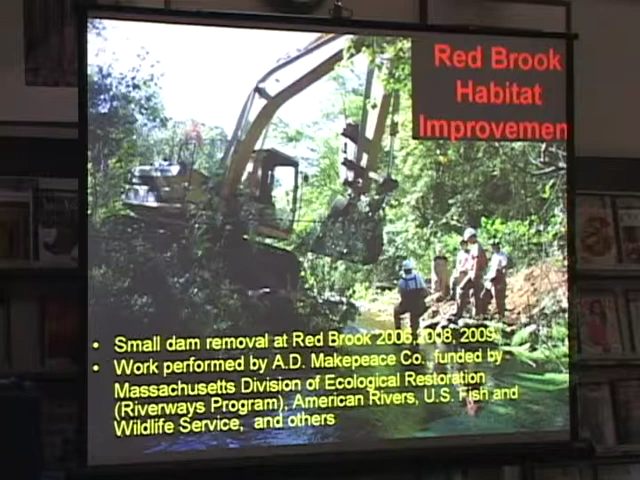 Red Brook
Habitat
Improvemen
• Small dam removal at Red Brook 2006,2008, 2009
• Work performed by A.D. Makepeace Co., funded by
Massachusetts Division of Ecological Restoration
(Riverways Program), American Rivers, U.S. Fish and
Wildlife Service, and others